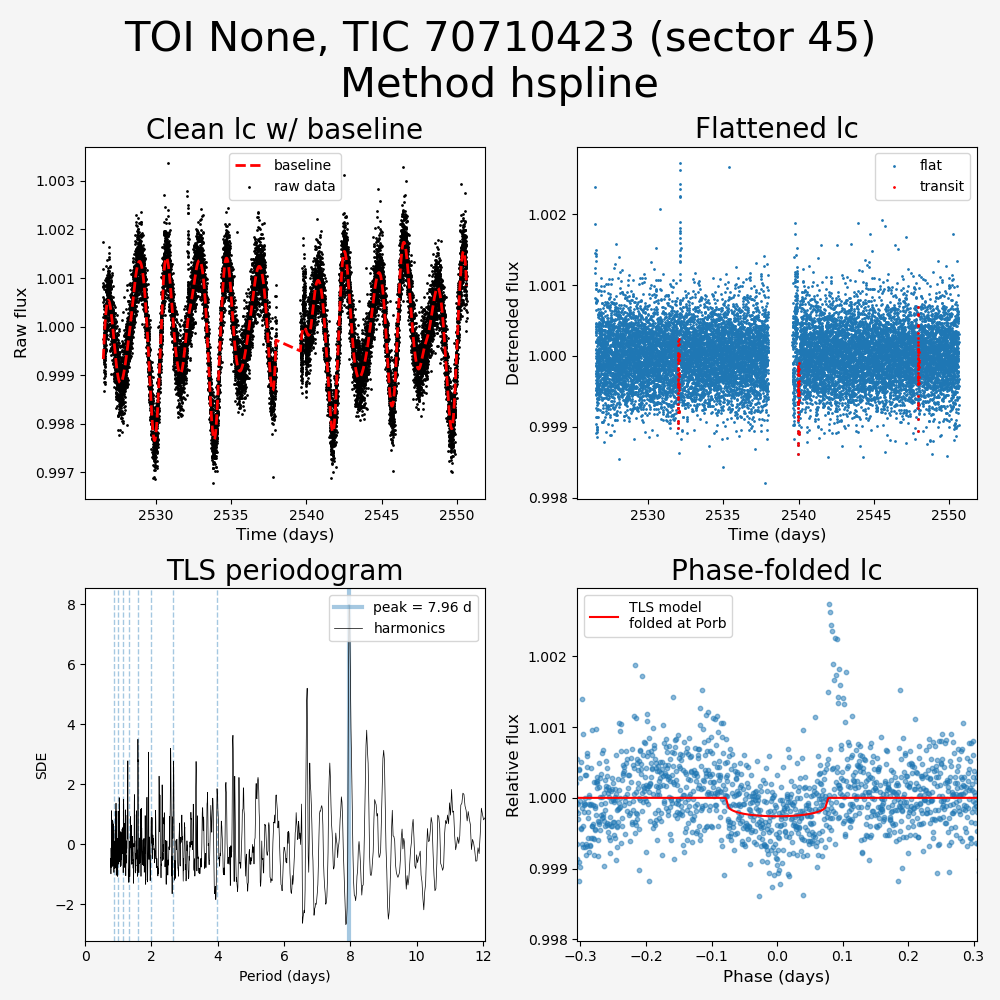 TOI None, TIC 70710423 (sector 45)
Method hspline
Clean lc w/ baseline
baseline
raw data
1.003
1.002
1.001
1.000
0.999
0.998
0.997
Raw flux
2530
2535
2540
2545
2550
Time (days)
Flattened lc
flat
transit
1.002
1.001
1.000
0.999
0.998
Detrended flux
2530
2535
2540
2545
2550
Time (days)
TLS periodogram
peak = 7.96 d
harmonics
8
6
4
2
0
−2
SDE
0
2
4
6
8
10
12
Period (days)
Phase-folded lc
TLS model
folded at Porb
1.002
1.001
1.000
0.999
0.998
Relative flux
−0.3
−0.2
−0.1
0.0
0.1
0.2
0.3
Phase (days)